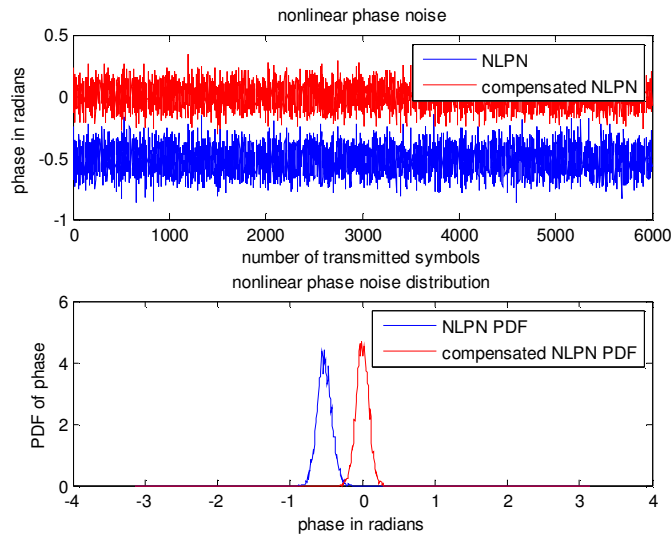 nonlinear phase noise
0.5
0
-0.5
-1
phase in radians
NLPN
compensated NLPN
0 1000 2000 3000 4000 5000 6000
number of transmitted symbols
nonlinear phase noise distribution
6
4
2
0
PDF of phase
NLPN PDF
compensated NLPN PDF
-4 -3 -2 -1 0 1 2 3 4
phase in radians